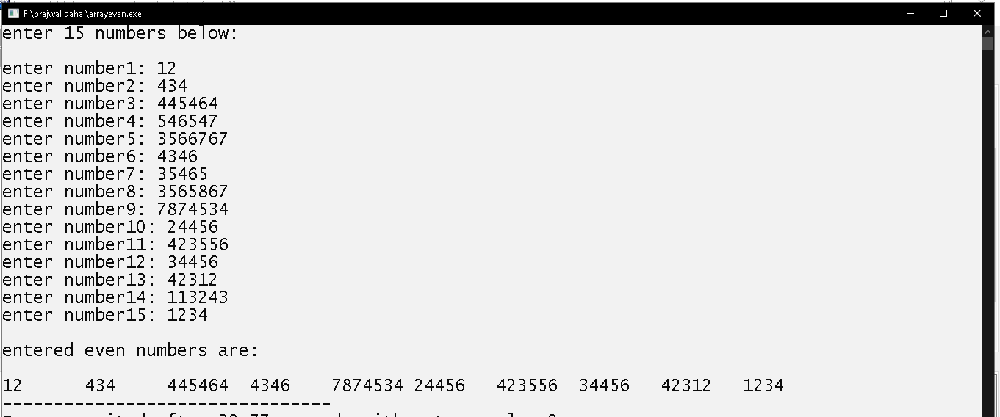 F:\prajwal dahal\arrayeven.exe
enter 15 numbers below:
enter number1: 12
enter number2: 434
enter number3: 445464
enter number4: 546547
enter number5: 3566767
enter number6: 4346
enter number7: 35465
enter number8: 3565867
enter number9: 7874534
enter number10: 24456
enter number11: 423556
enter number12: 34456
enter number13: 42312
enter number14: 113243
enter number15: 1234
entered even numbers are:
12 434 445464 4346 7874534 24456 423556 34456 42312 1234
--------------------------------